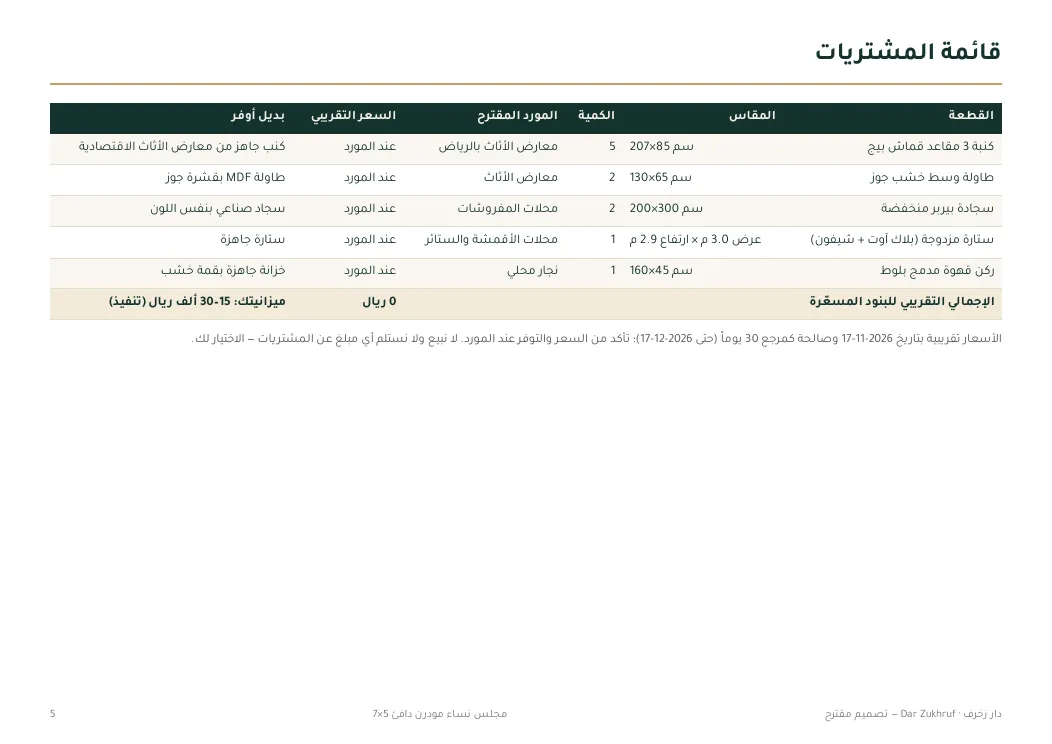 قائمة المشتريات
القطعة المقاس الكمية المورد المقترح السعر التقريبي بديل أوفر
كنبة 3 مقاعد قماش بيج 207×85 سم 5 معارض الأثاث بالرياض عند المورد كنب جاهز من معارض الأثاث الاقتصادية
طاولة وسط خشب جوز 130×65 سم 2 معارض الأثاث عند المورد طاولة MDF بقشرة جوز
سجادة بيربر منخفضة 200×300 سم 2 محلات المفروشات عند المورد سجاد صناعي بنفس اللون
ستارة مزدوجة (بلاك آوت + شيفون) عرض 3.0 م × ارتفاع 2.9 م 1 محلات الأقمشة والستائر عند المورد ستارة جاهزة
ركن قهوة مدمج بلوط 160×45 سم 1 نجار محلي عند المورد خزانة جاهزة بقمة خشب
الإجمالي التقريبي للبنود المسعّرة 0 ريال ميزانيتك: 15–30 ألف ريال (تنفيذ)
الأسعار تقريبية بتاريخ 2026-11-17 وصالحة كمرجع 30 يوماً (حتى 2026-12-17)؛ تأكد من السعر والتوفر عند المورد. لا نبيع ولا نستلم أي مبلغ عن المشتريات — الاختيار لك.
دار زخرف · Dar Zukhruf — تصميم مقترح مجلس نساء مودرن دافئ 5×7 5